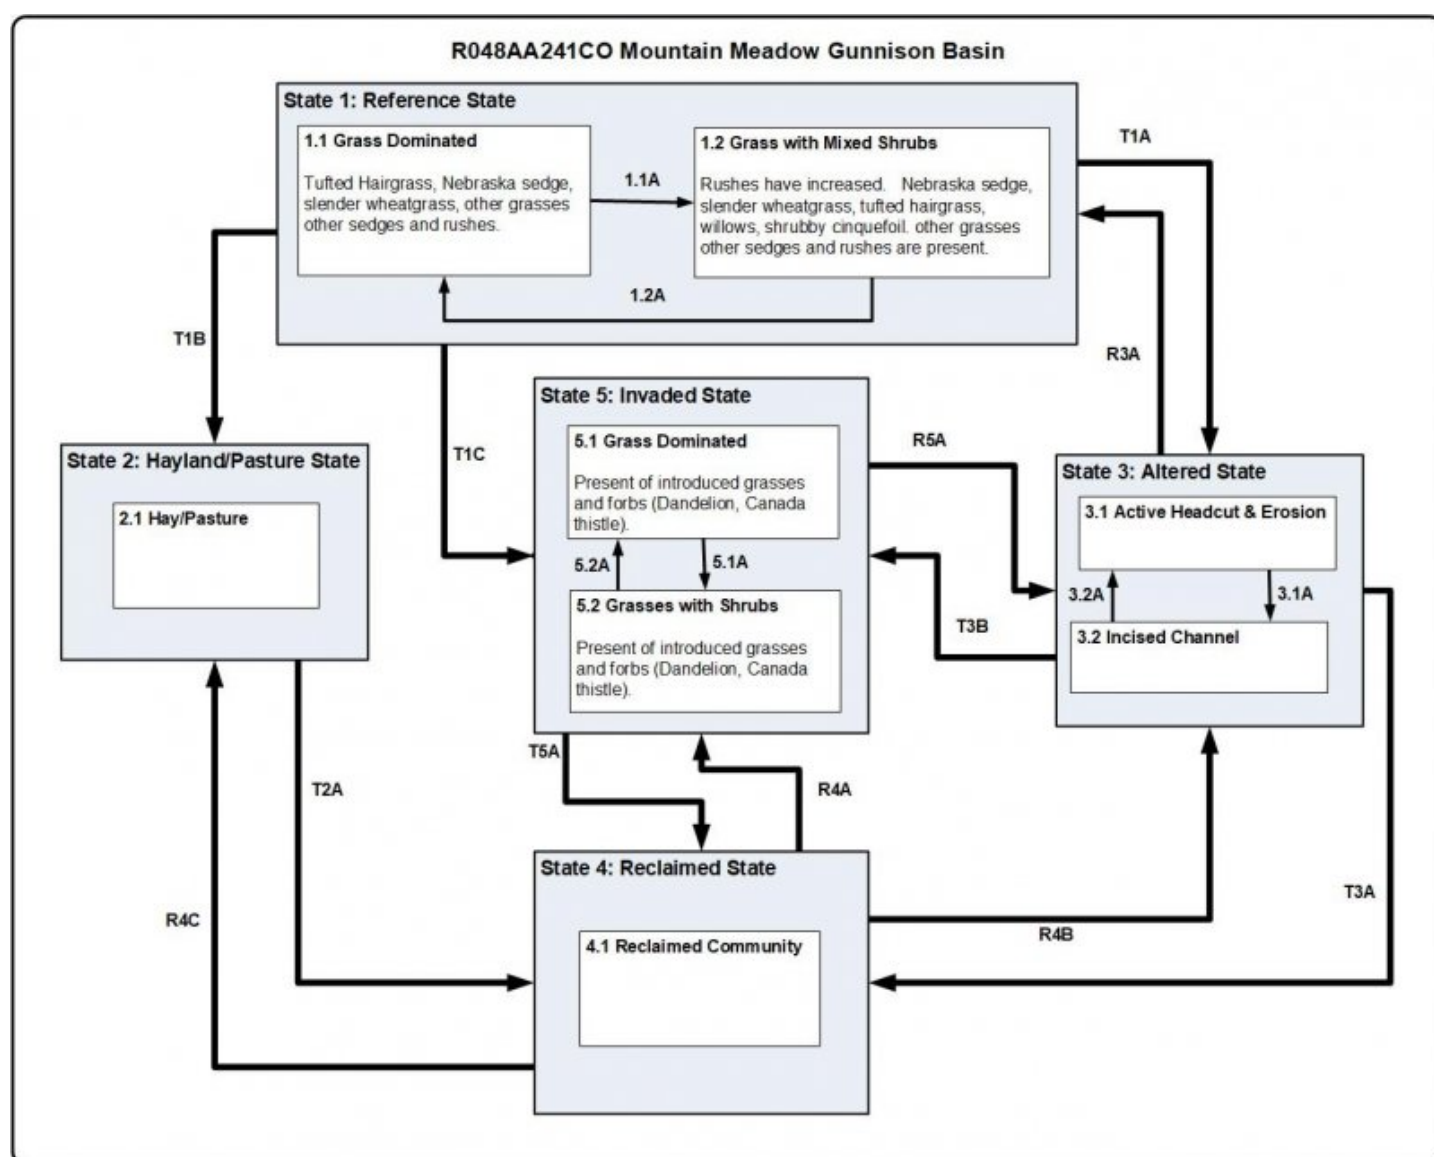 R048AA241CO Mountain Meadow Gunnison Basin
State 1: Reference State
1.1 Grass Dominated
Tufted Hairgrass, Nebraska sedge,
slender wheatgrass, other grasses
other sedges and rushes.
1.1A
1.2 Grass with Mixed Shrubs
Rushes have increased. Nebraska sedge,
slender wheatgrass, tufted hairgrass,
willows, shrubby cinquefoil. other grasses
other sedges and rushes are present.
1.2A
T1A
T1B
R3A
T1C
State 5: Invaded State
5.1 Grass Dominated
Present of introduced grasses
and forbs (Dandelion, Canada
thistle).
5.2A
5.1A
5.2 Grasses with Shrubs
Present of introduced grasses
and forbs (Dandelion, Canada
thistle).
R5A
State 2: Hayland/Pasture State
2.1 Hay/Pasture
State 3: Altered State
3.1 Active Headcut & Erosion
3.2A
3.1A
3.2 Incised Channel
T3B
T5A
R4A
T2A
State 4: Reclaimed State
4.1 Reclaimed Community
R4C
R4B
T3A